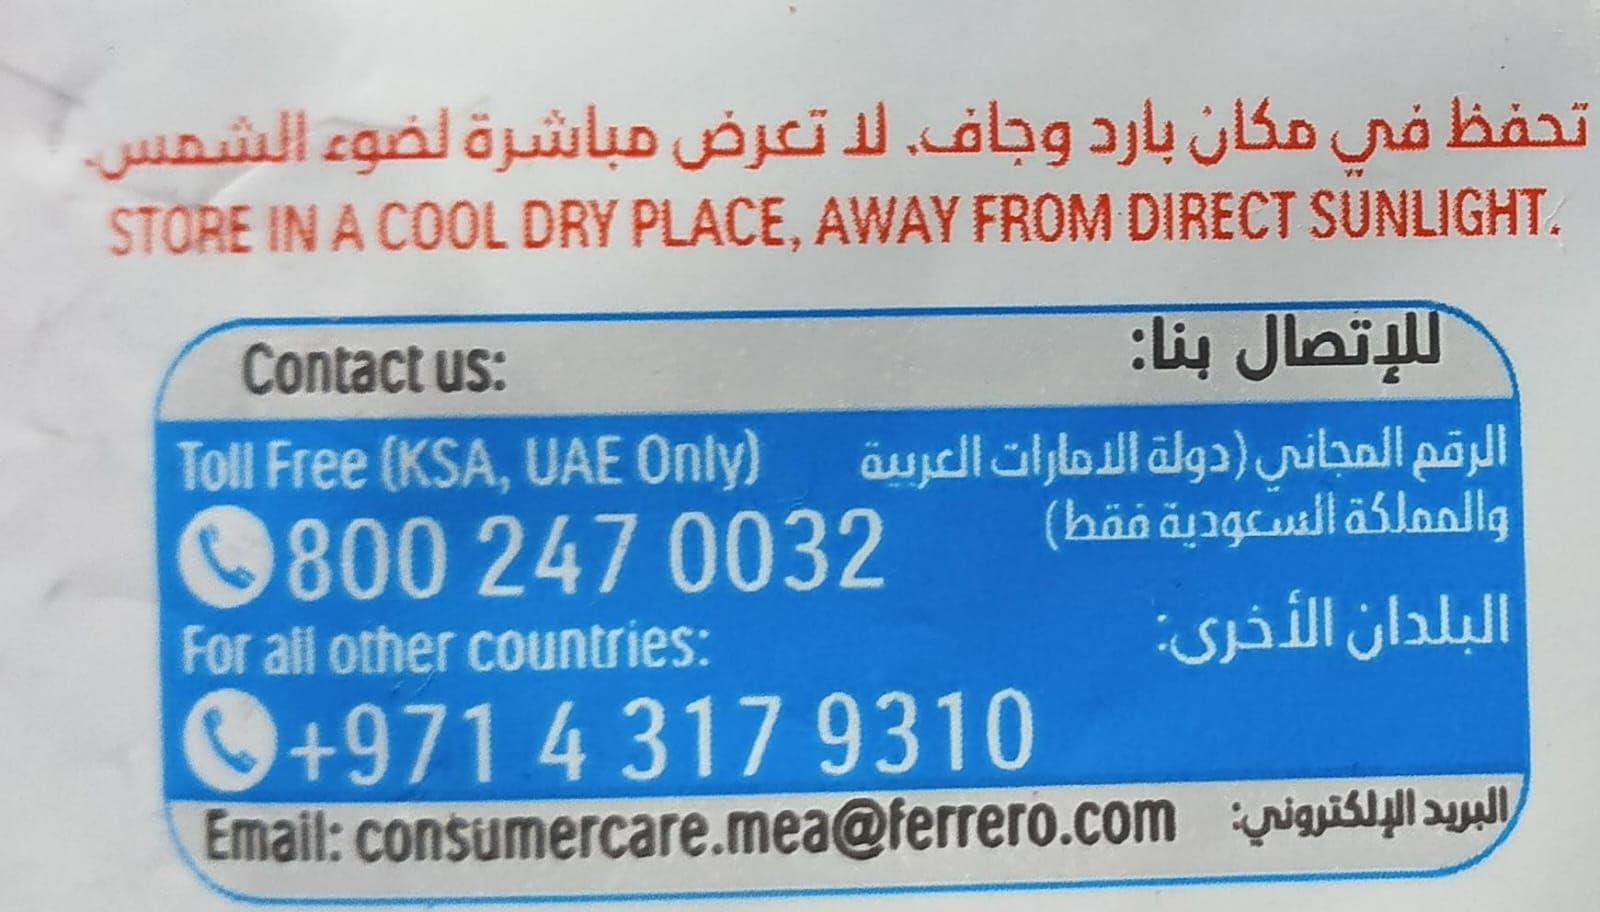 تحفظ في مكان بارد وجاف. لا تعرض مباشرة لضوء الشمس.
STORE IN A COOL DRY PLACE, AWAY FROM DIRECT SUNLIGHT.
Contact us:
للإتصال بنا:
Toll Free (KSA, UAE Only)
الرقم المجاني (دولة الامارات العربية
والمملكة السعودية فقط)
800 247 0032
For all other countries:
البلدان الأخرى:
+971 4 317 9310
Email: consumercare.mea@ferrero.com
البريد الإلكتروني: